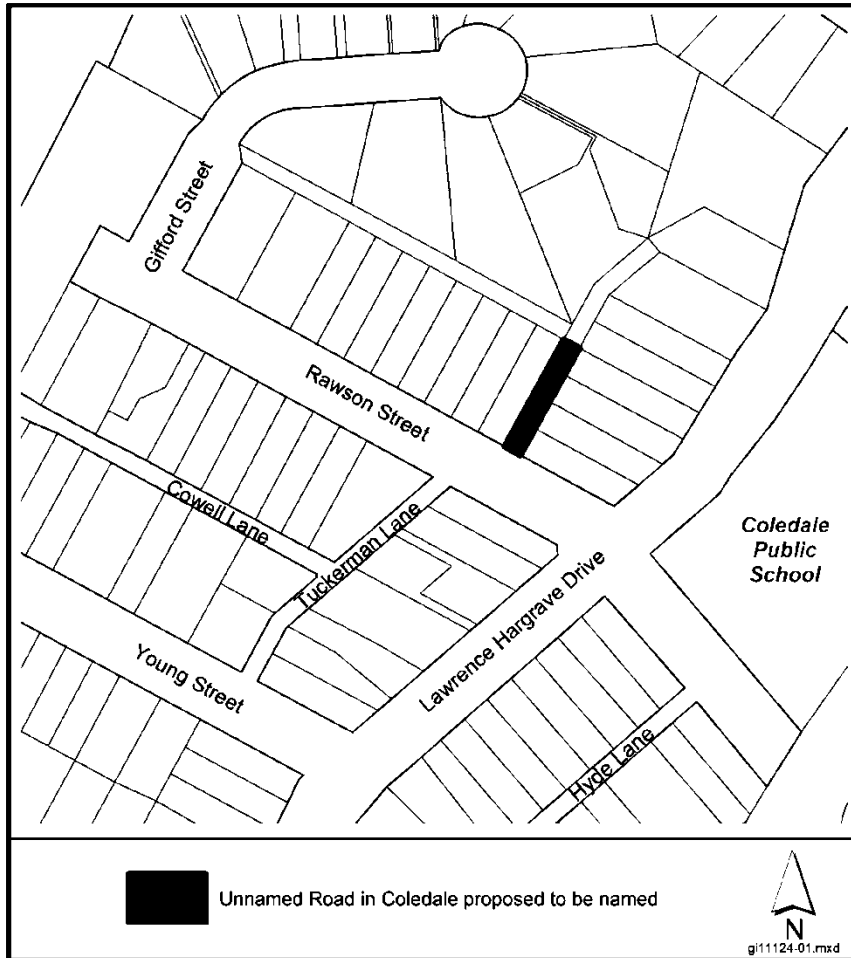 Gifford Street
Rawson Street
Cowell Lane
Tuckerman Lane
Coledale
Public
School
Lawrence Hargrave Drive
Young Street
Hyde Lane
Unnamed Road in Coledale proposed to be named
N
gi11124-01.mxd